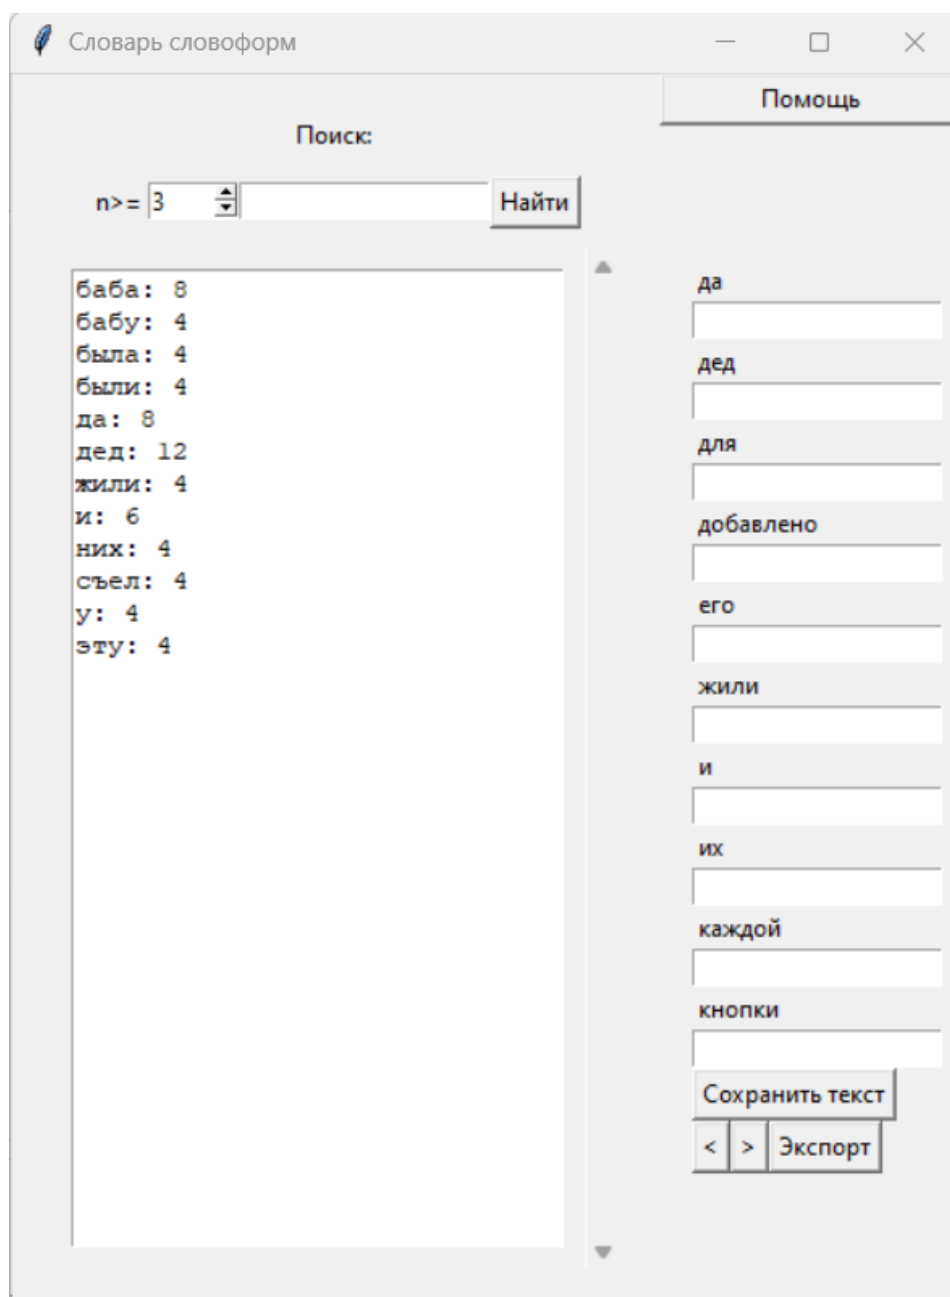 Словарь словоформ
Помощь
Поиск:
n>= 3
Найти
баба: 8
бабу: 4
была: 4
были: 4
да: 8
дед: 12
жили: 4
и: 6
них: 4
съел: 4
у: 4
эту: 4
да
дед
для
добавлено
его
жили
и
их
каждой
кнопки
Сохранить текст
< > Экспорт